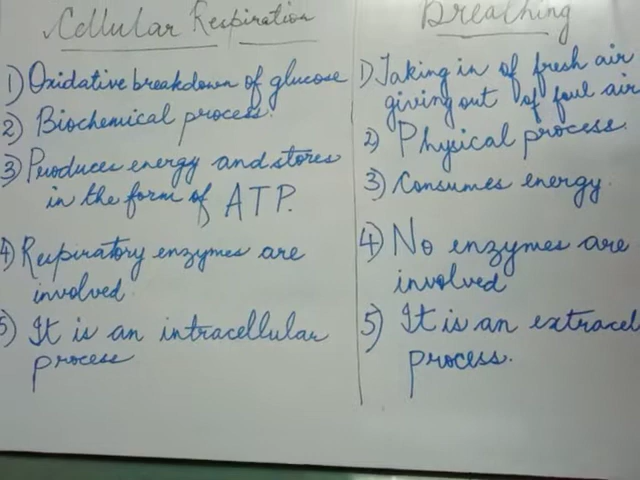 Cellular Respiration
1) Oxidative breakdown of glucose
2) Biochemical process.
3) Produces energy and stores
in the form of ATP.
4) Respiratory enzymes are
involved.
5) It is an intracellular
process
Breathing
1) Taking in of fresh air
giving out of foul air
2) Physical process.
3) Consumes energy.
4) No enzymes are
involved
5) It is an extracel
process.